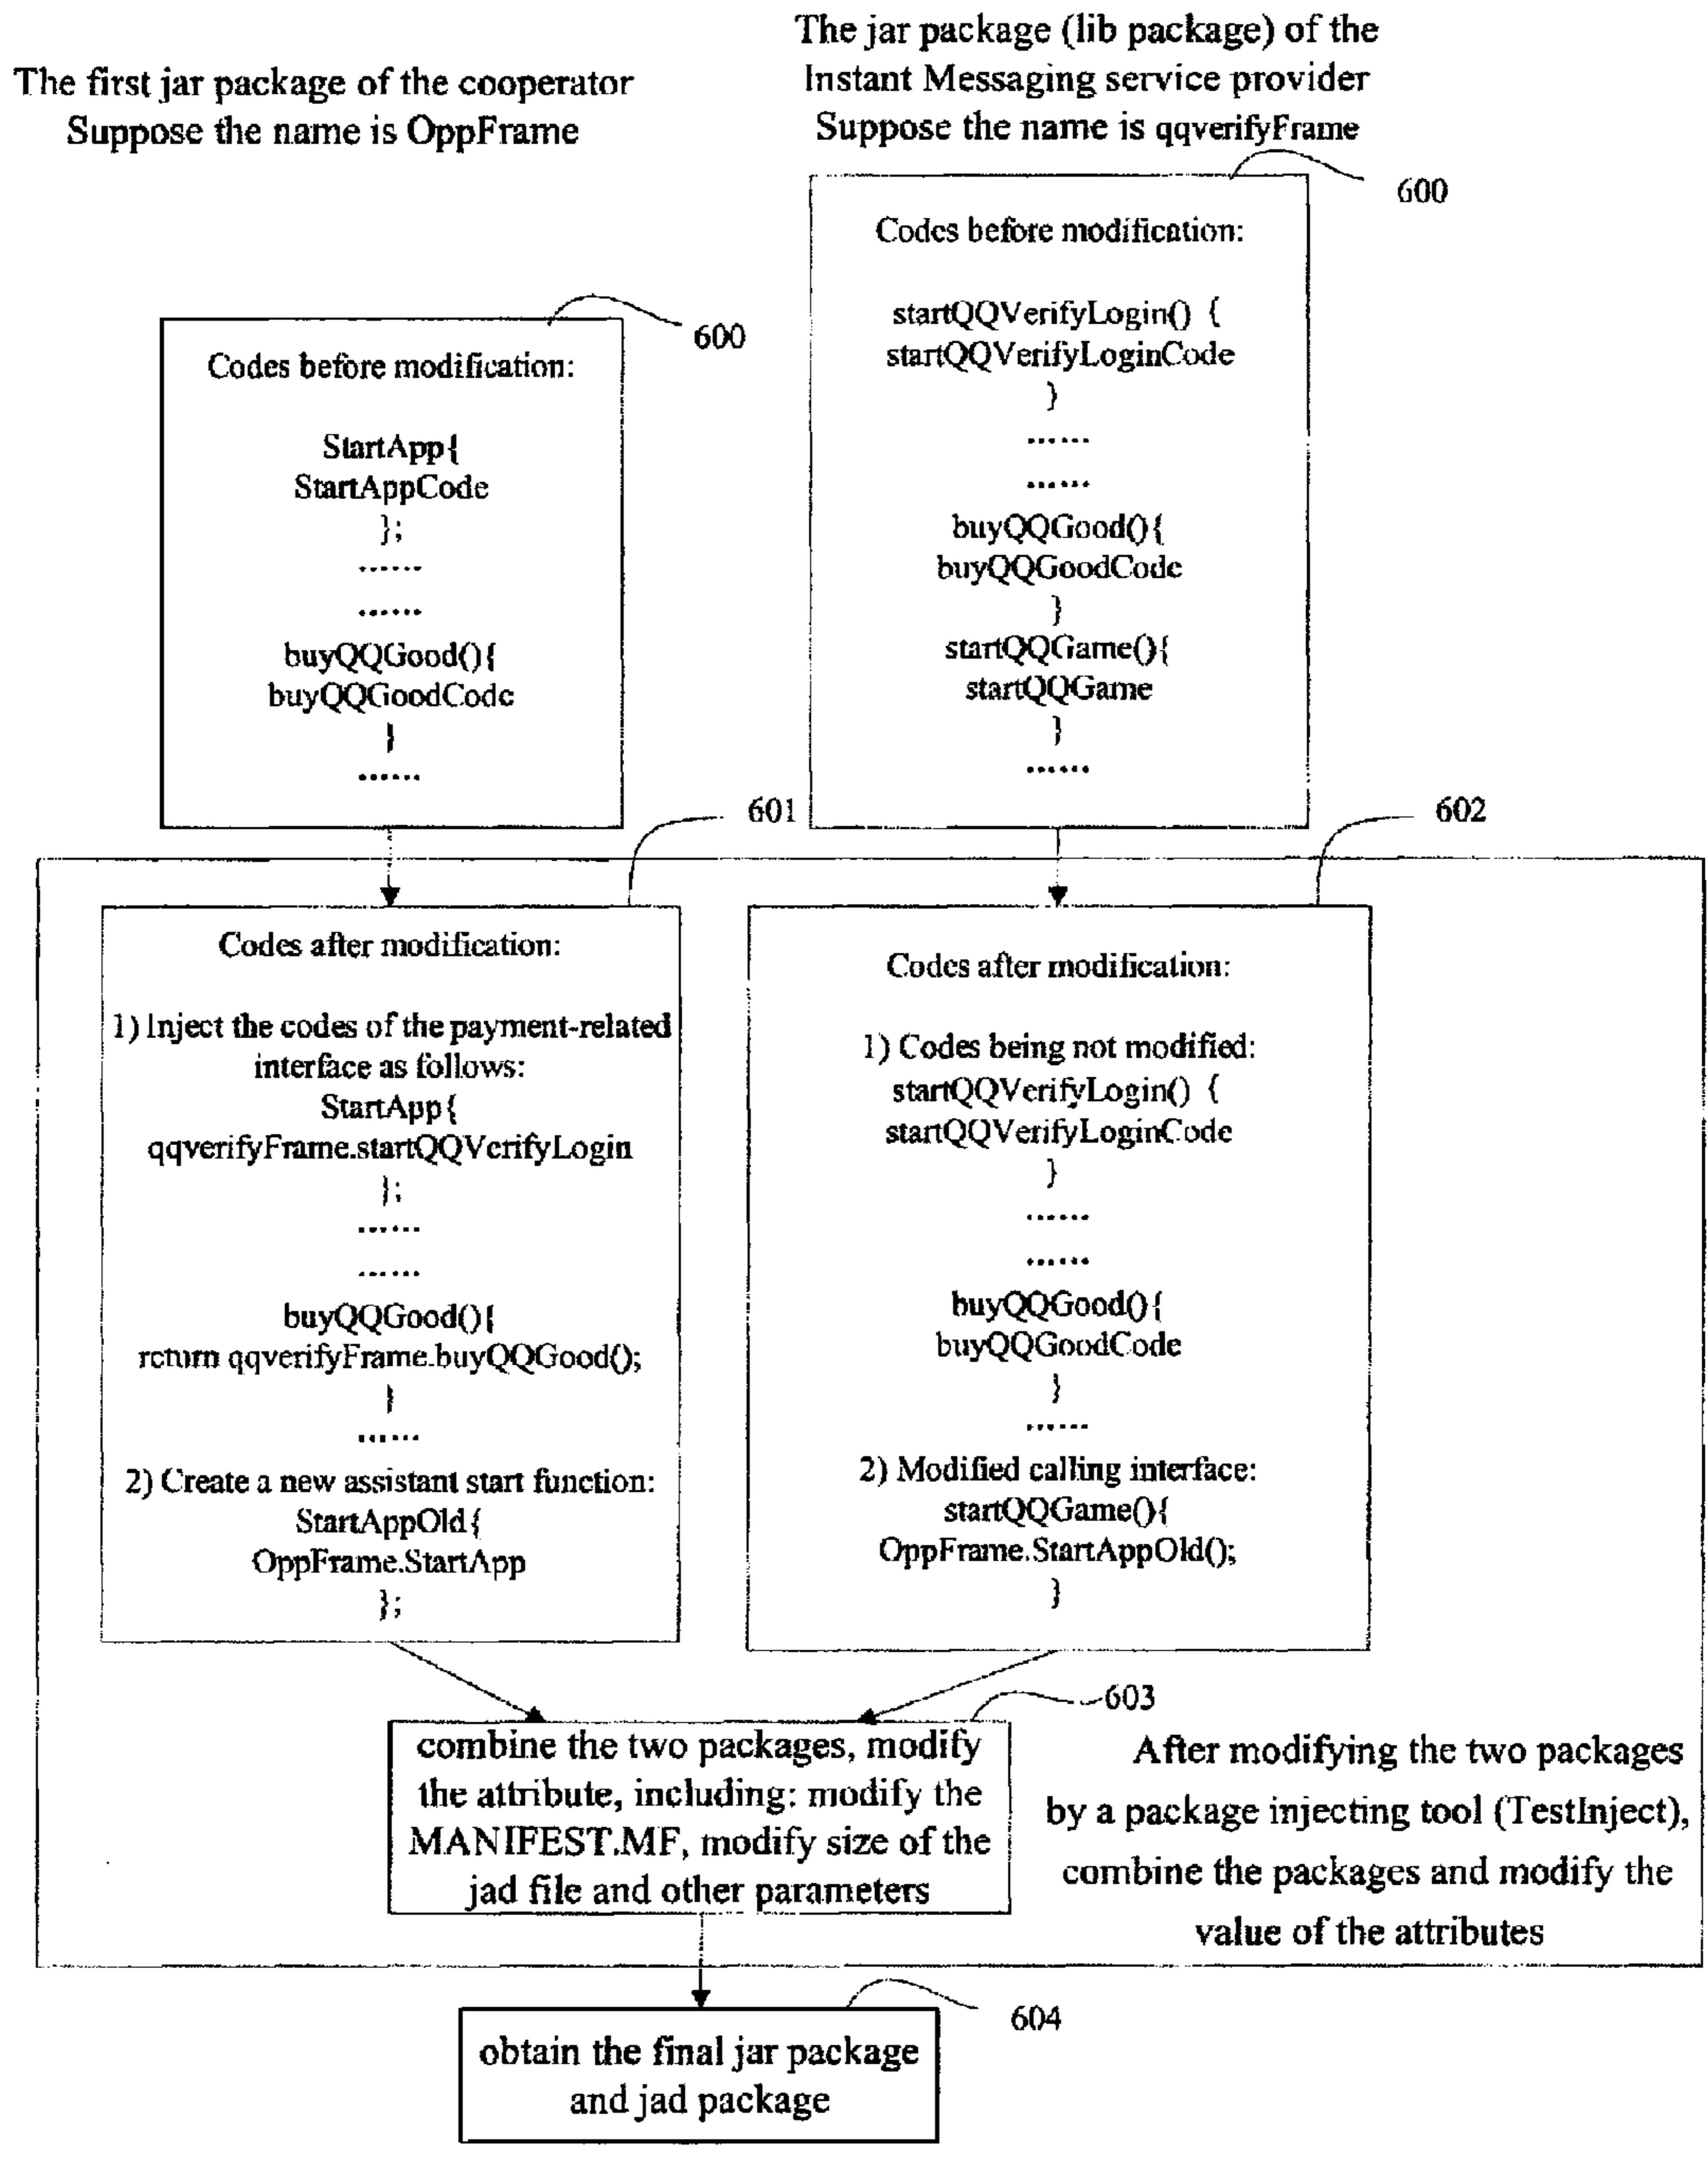 The first jar package of the cooperator
Suppose the name is OppFrame
The jar package (lib package) of the
Instant Messaging service provider
Suppose the name is qqverifyFrame
600
Codes before modification:
StartApp{
StartAppCode
};
......
......
buyQQGood(){
buyQQGoodCode
}
......
600
Codes before modification:
startQQVerifyLogin() {
startQQVerifyLoginCode
}
......
......
buyQQGood(){
buyQQGoodCode
}
startQQGame(){
startQQGame
}
......
601
Codes after modification:
1) Inject the codes of the payment-related
interface as follows:
StartApp{
qqverifyFrame.startQQVerifyLogin
};
......
......
buyQQGood(){
return qqverifyFrame.buyQQGood();
}
......
2) Create a new assistant start function:
StartAppOld{
OppFrame.StartApp
};
602
Codes after modification:
1) Codes being not modified:
startQQVerifyLogin() {
startQQVerifyLoginCode
}
......
......
buyQQGood(){
buyQQGoodCode
}
......
2) Modified calling interface:
startQQGame(){
OppFrame.StartAppOld();
}
603
combine the two packages, modify
the attribute, including: modify the
MANIFEST.MF, modify size of the
jad file and other parameters
After modifying the two packages
by a package injecting tool (TestInject),
combine the packages and modify the
value of the attributes
604
obtain the final jar package
and jad package